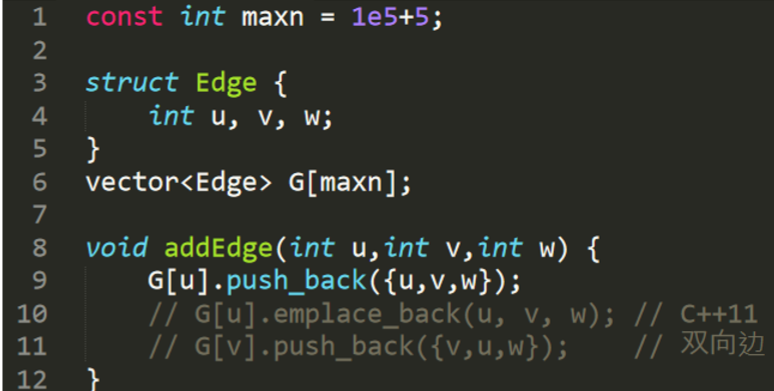 1 const int maxn = 1e5+5;
2
3 struct Edge {
4     int u, v, w;
5 }
6 vector<Edge> G[maxn];
7
8 void addEdge(int u,int v,int w) {
9     G[u].push_back({u,v,w});
10     // G[u].emplace_back(u, v, w); // C++11
11     // G[v].push_back({v,u,w});    // 双向边
12 }